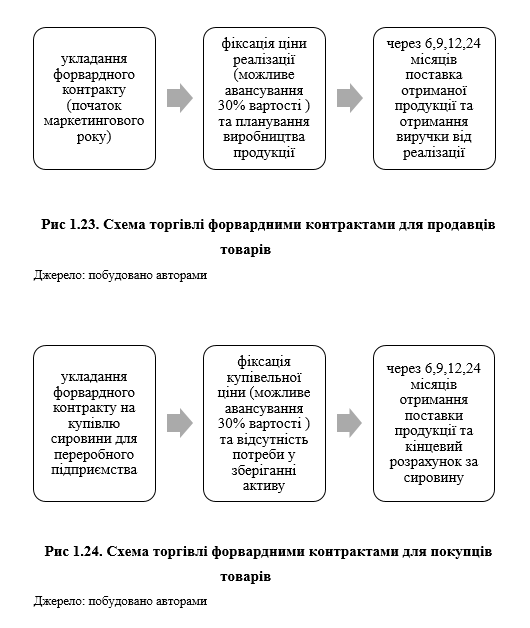 укладання
форвардного
контракту
(початок
маркетингового
року)
фіксація ціни
реалізації
(можливе
авансування
30% вартості )
та планування
виробництва
продукції
через 6,9,12,24
місяців
поставка
отриманої
продукції та
отримання
виручки від
реалізації
Рис 1.23. Схема торгівлі форвардними контрактами для продавців
товарів
Джерело: побудовано авторами
укладання
форвардного
контракту на
купівлю
сировини для
переробного
підприємства
фіксація
купівельної
ціни (можливе
авансування
30% вартості )
та відсутність
потреби у
зберіганні
активу
через 6,9,12,24
місяців
отримання
поставки
продукції та
кінцевий
розрахунок за
сировину
Рис 1.24. Схема торгівлі форвардними контрактами для покупців
товарів
Джерело: побудовано авторами